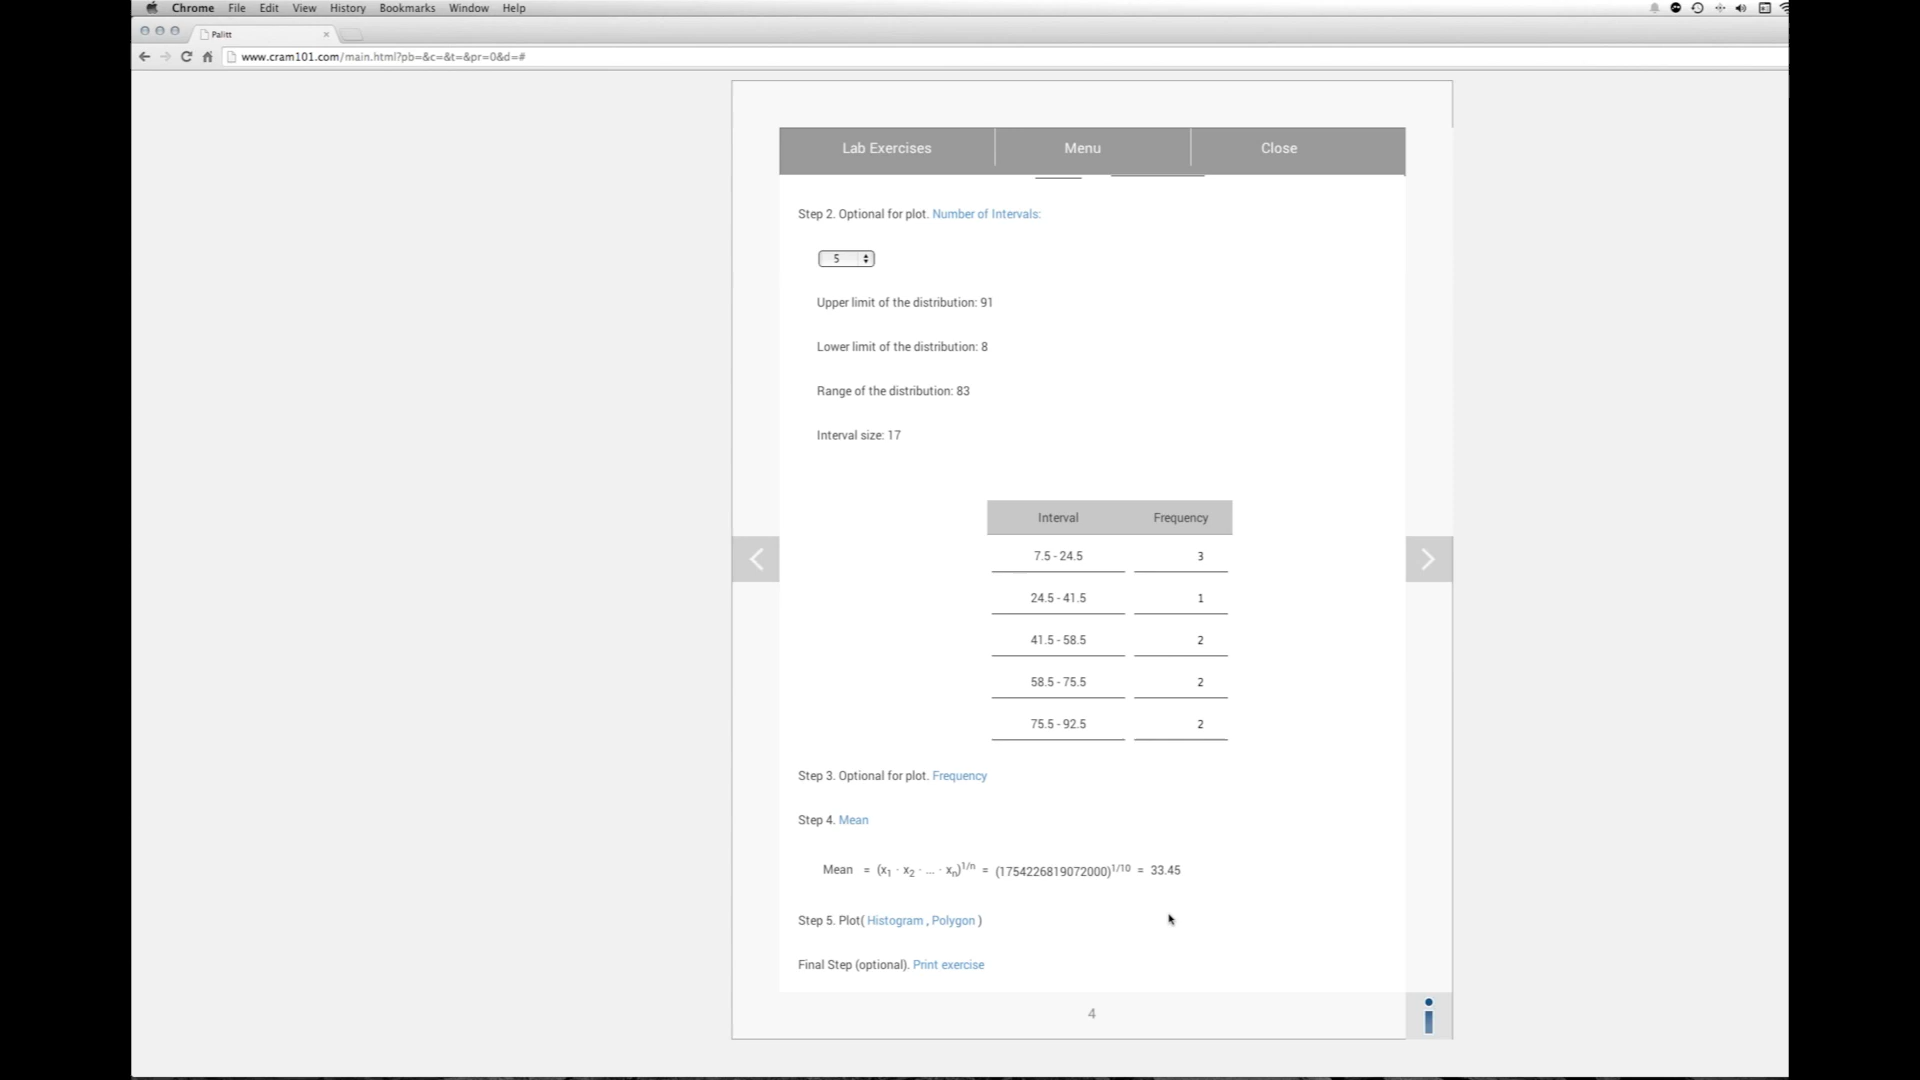 Chrome File Edit View History Bookmarks Window Help
Palitt
www.cram101.com/main.html?pb=&c=&t=&pr=0&d=#
Lab Exercises Menu Close
Step 2. Optional for plot. Number of Intervals:
5
Upper limit of the distribution: 91
Lower limit of the distribution: 8
Range of the distribution: 83
Interval size: 17
Interval Frequency
7.5 - 24.5 3
24.5 - 41.5 1
41.5 - 58.5 2
58.5 - 75.5 2
75.5 - 92.5 2
Step 3. Optional for plot. Frequency
Step 4. Mean
Mean = (x₁ · x₂ · ... · xₙ)^1/n = (1754226819072000)^1/10 = 33.45
Step 5. Plot( Histogram , Polygon )
Final Step (optional). Print exercise
4
i